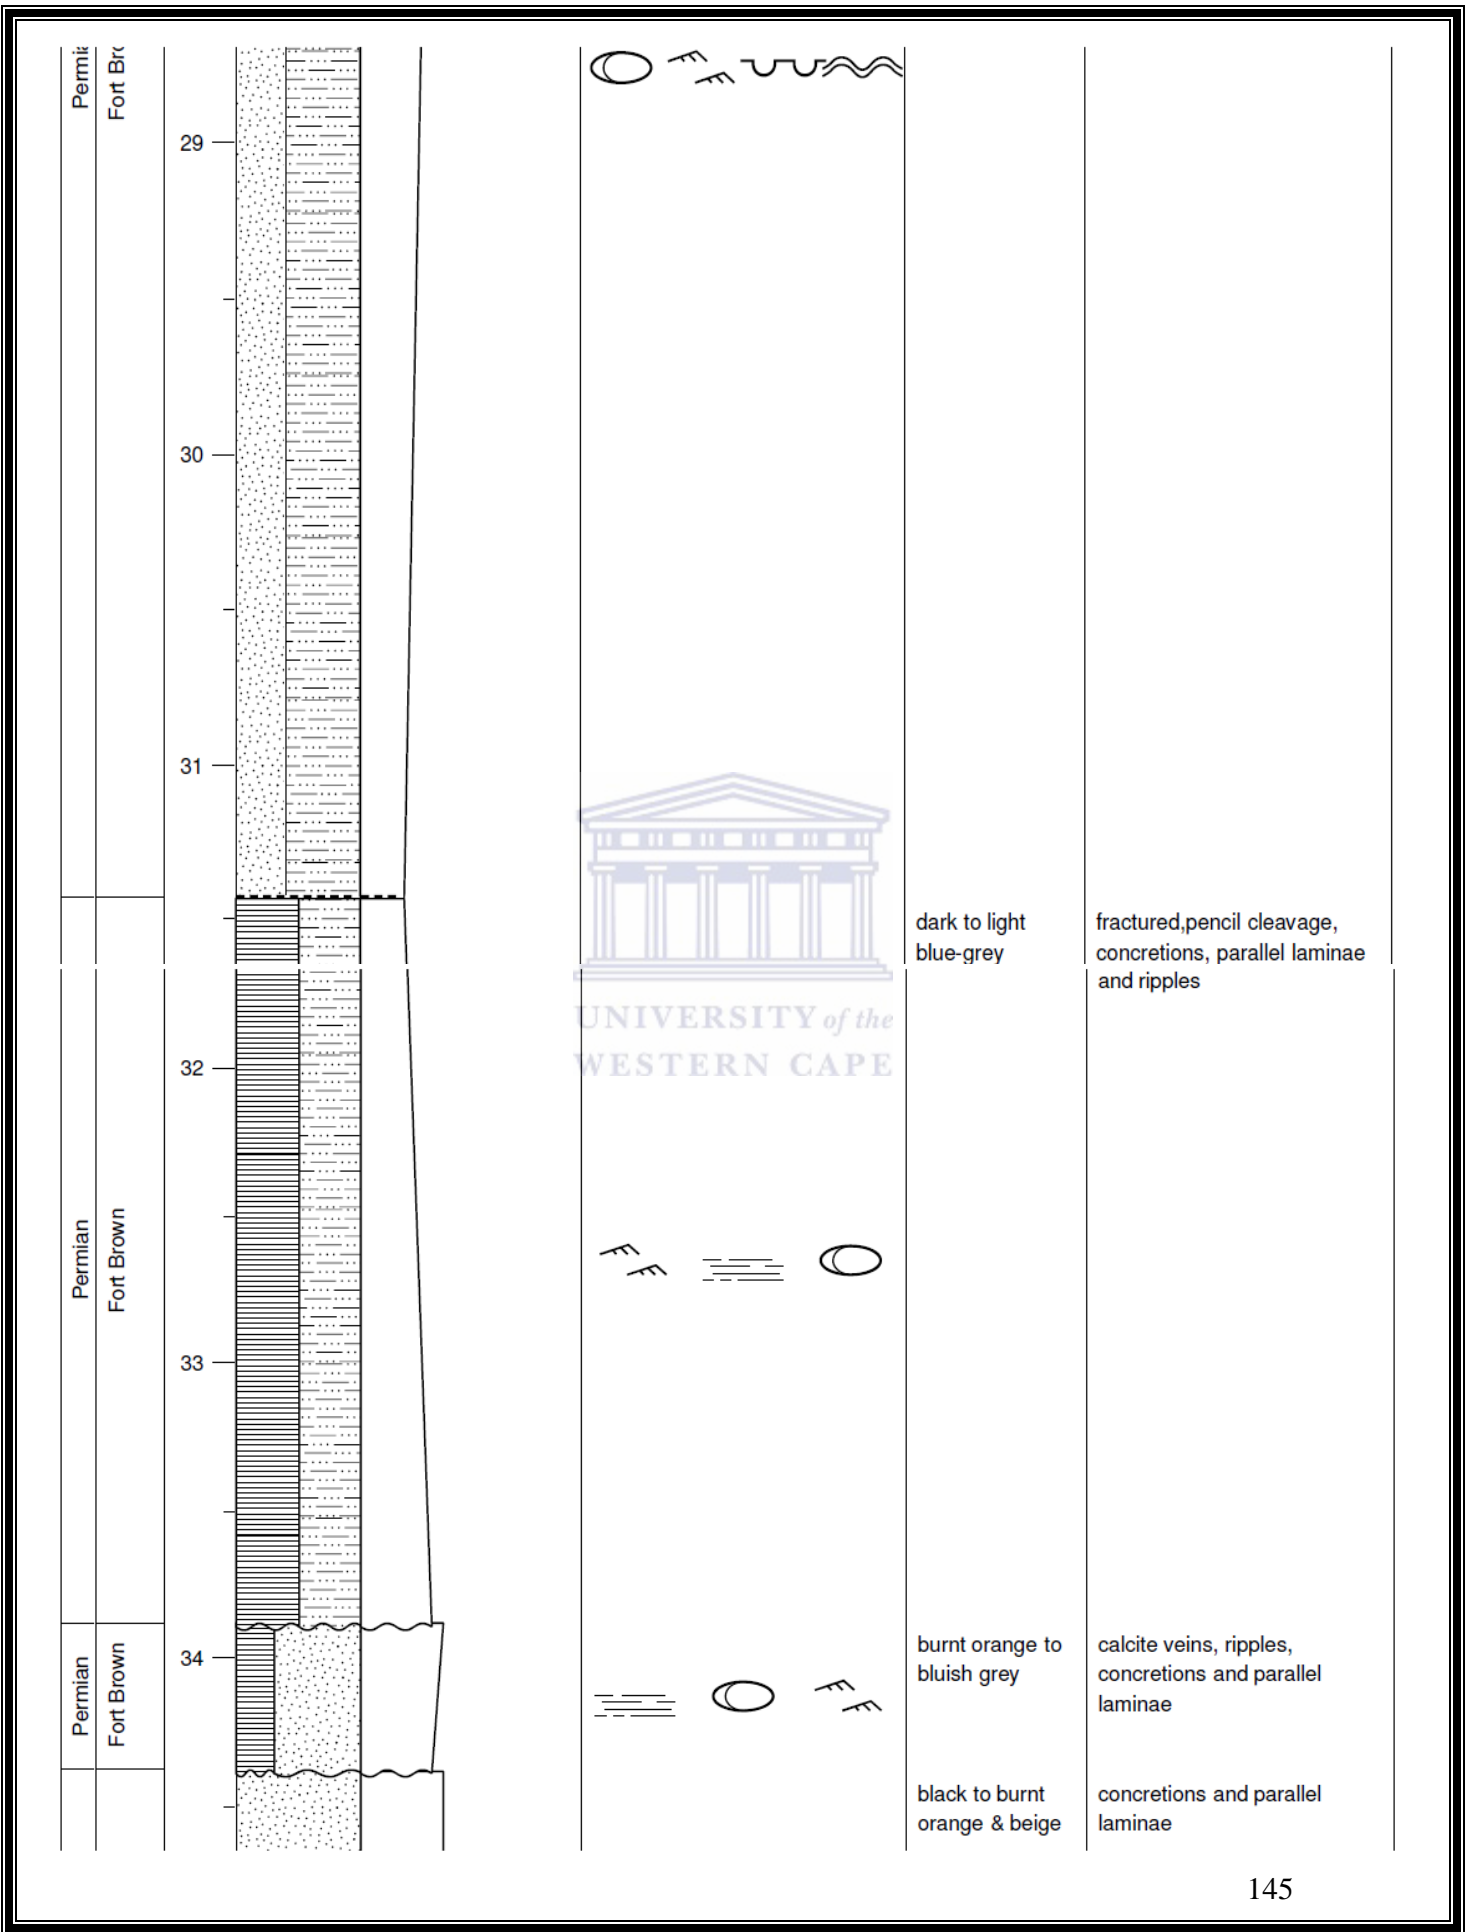 Permi
Fort Bro
29
30
31
dark to light
blue-grey
fractured,pencil cleavage,
concretions, parallel laminae
and ripples
UNIVERSITY of the
WESTERN CAPE
32
Permian
Fort Brown
33
34
Permian
Fort Brown
burnt orange to
bluish grey
calcite veins, ripples,
concretions and parallel
laminae
black to burnt
orange & beige
concretions and parallel
laminae
145